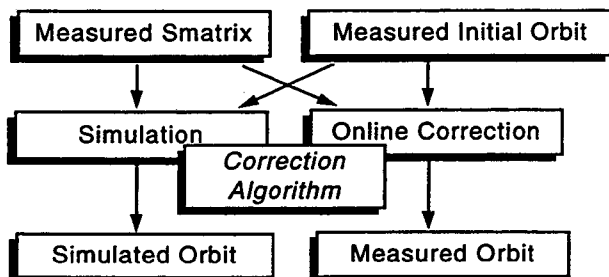 Measured Smatrix
Measured Initial Orbit
Simulation
Online Correction
Correction
Algorithm
Simulated Orbit
Measured Orbit